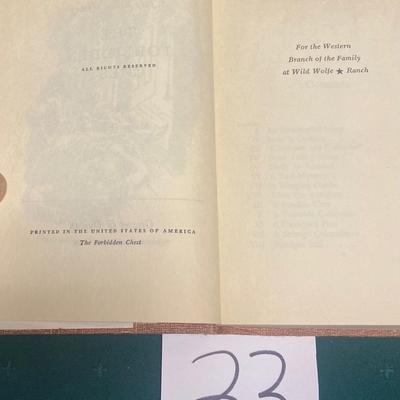 ALL RIGHTS RESERVED
PRINTED IN THE UNITED STATES OF AMERICA
The Forbidden Chest
For the Western
Branch of the Family
at Wild Wolfe ★ Ranch
33